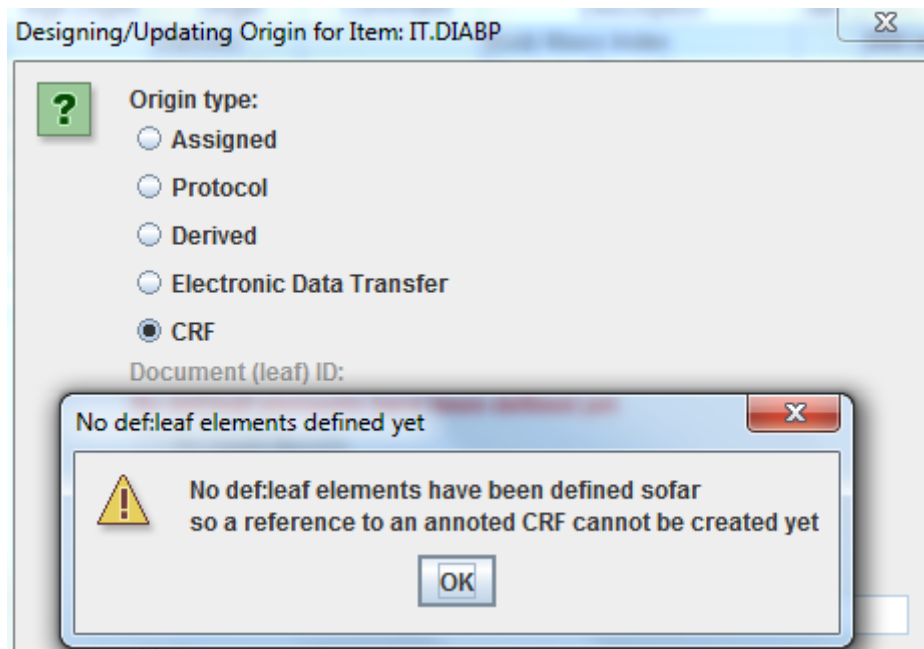 Designing/Updating Origin for Item: IT.DIABP
?
Origin type:
Assigned
Protocol
Derived
Electronic Data Transfer
CRF
Document (leaf) ID:
No def:leaf elements defined yet
No def:leaf elements have been defined sofar
so a reference to an annoted CRF cannot be created yet
OK